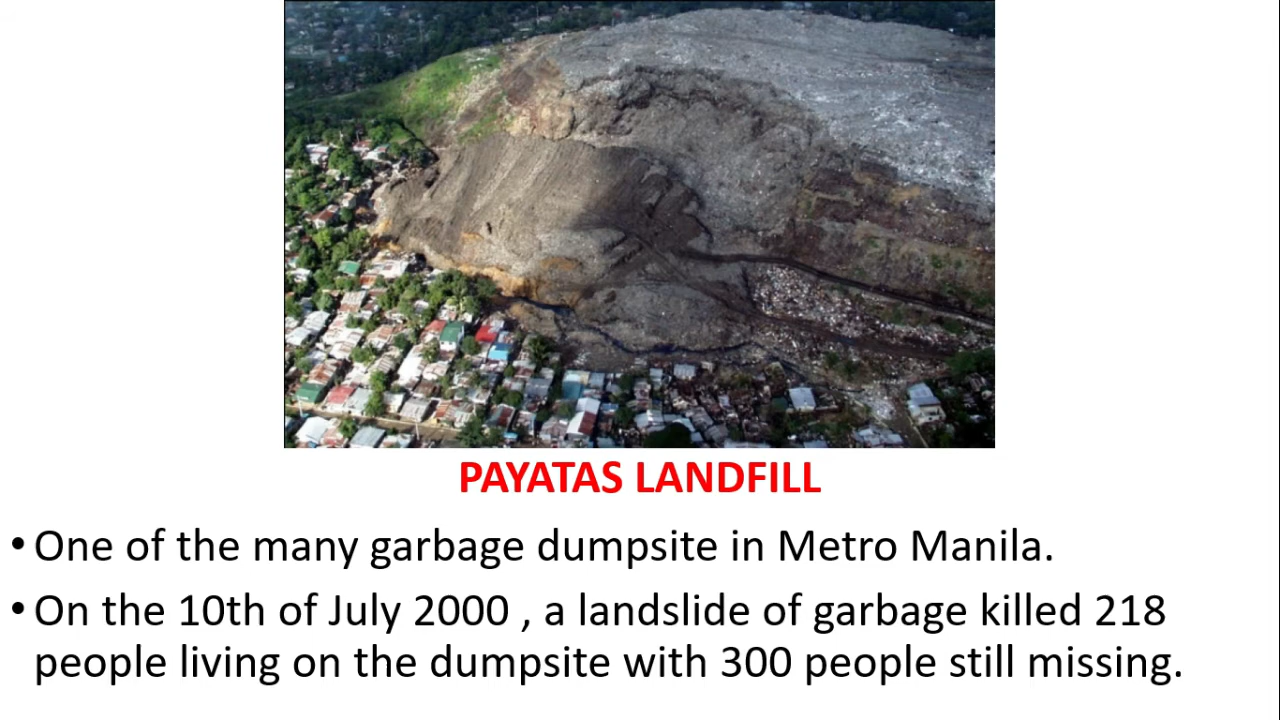 PAYATAS LANDFILL
• One of the many garbage dumpsite in Metro Manila.
• On the 10th of July 2000 , a landslide of garbage killed 218
people living on the dumpsite with 300 people still missing.